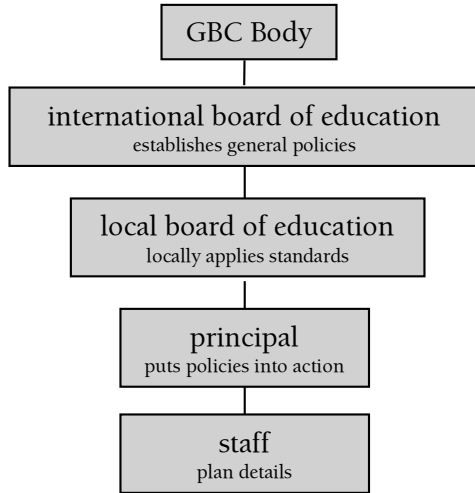 GBC Body
international board of education
establishes general policies
local board of education
locally applies standards
principal
puts policies into action
staff
plan details